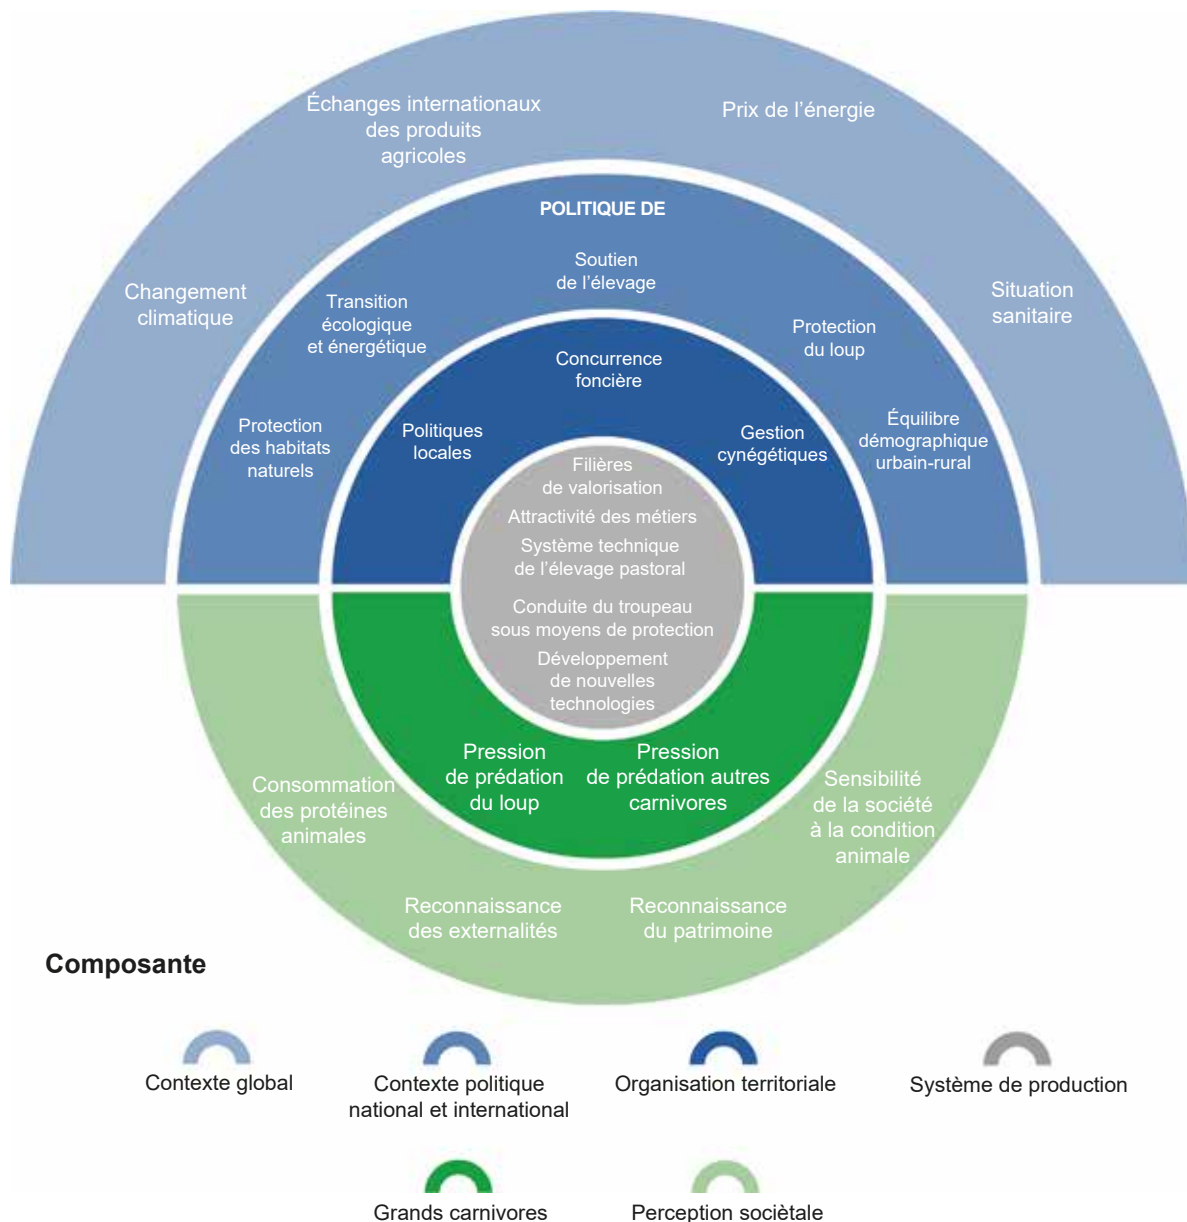 Échanges internationaux
des produits
agricoles
Prix de l’énergie
Changement
climatique
Situation
sanitaire
POLITIQUE DE
Soutien
de l’élevage
Transition
écologique
et énergétique
Protection
du loup
Protection
des habitats
naturels
Équilibre
démographique
urbain-rural
Concurrence
foncière
Politiques
locales
Gestion
cynégétiques
Filières
de valorisation
Attractivité des métiers
Système technique
de l’élevage pastoral
Conduite du troupeau
sous moyens de protection
Développement
de nouvelles
technologies
Pression
de prédation
du loup
Pression
de prédation autres
carnivores
Consommation
des protéines
animales
Sensibilité
de la société
à la condition
animale
Reconnaissance
des externalités
Reconnaissance
du patrimoine
Composante
Contexte global
Contexte politique
national et international
Organisation territoriale
Système de production
Grands carnivores
Perception sociètale